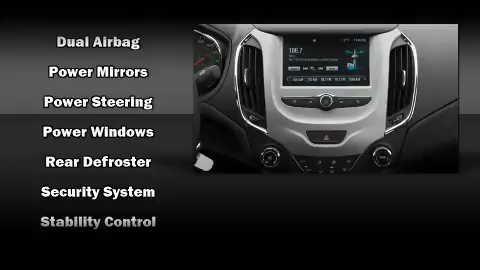 Dual Airbag
Power Mirrors
Power Steering
Power Windows
Rear Defroster
Security System
Stability Control
106.7